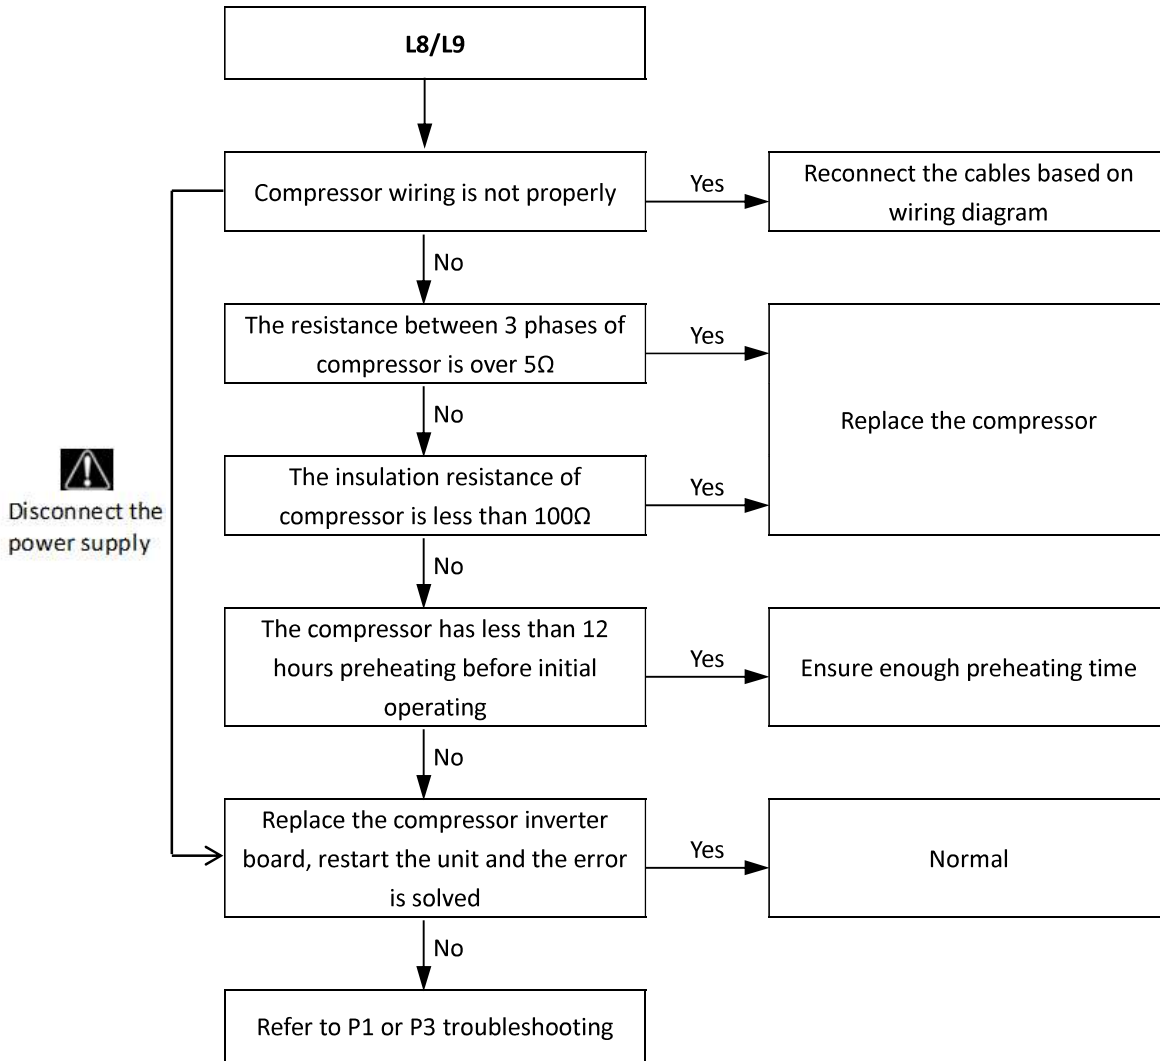 L8/L9
Compressor wiring is not properly
Yes
Reconnect the cables based on
wiring diagram
No
The resistance between 3 phases of
compressor is over 5Ω
Yes
Replace the compressor
No
The insulation resistance of
compressor is less than 100Ω
Yes
Disconnect the
power supply
No
The compressor has less than 12
hours preheating before initial
operating
Yes
Ensure enough preheating time
No
Replace the compressor inverter
board, restart the unit and the error
is solved
Yes
Normal
No
Refer to P1 or P3 troubleshooting